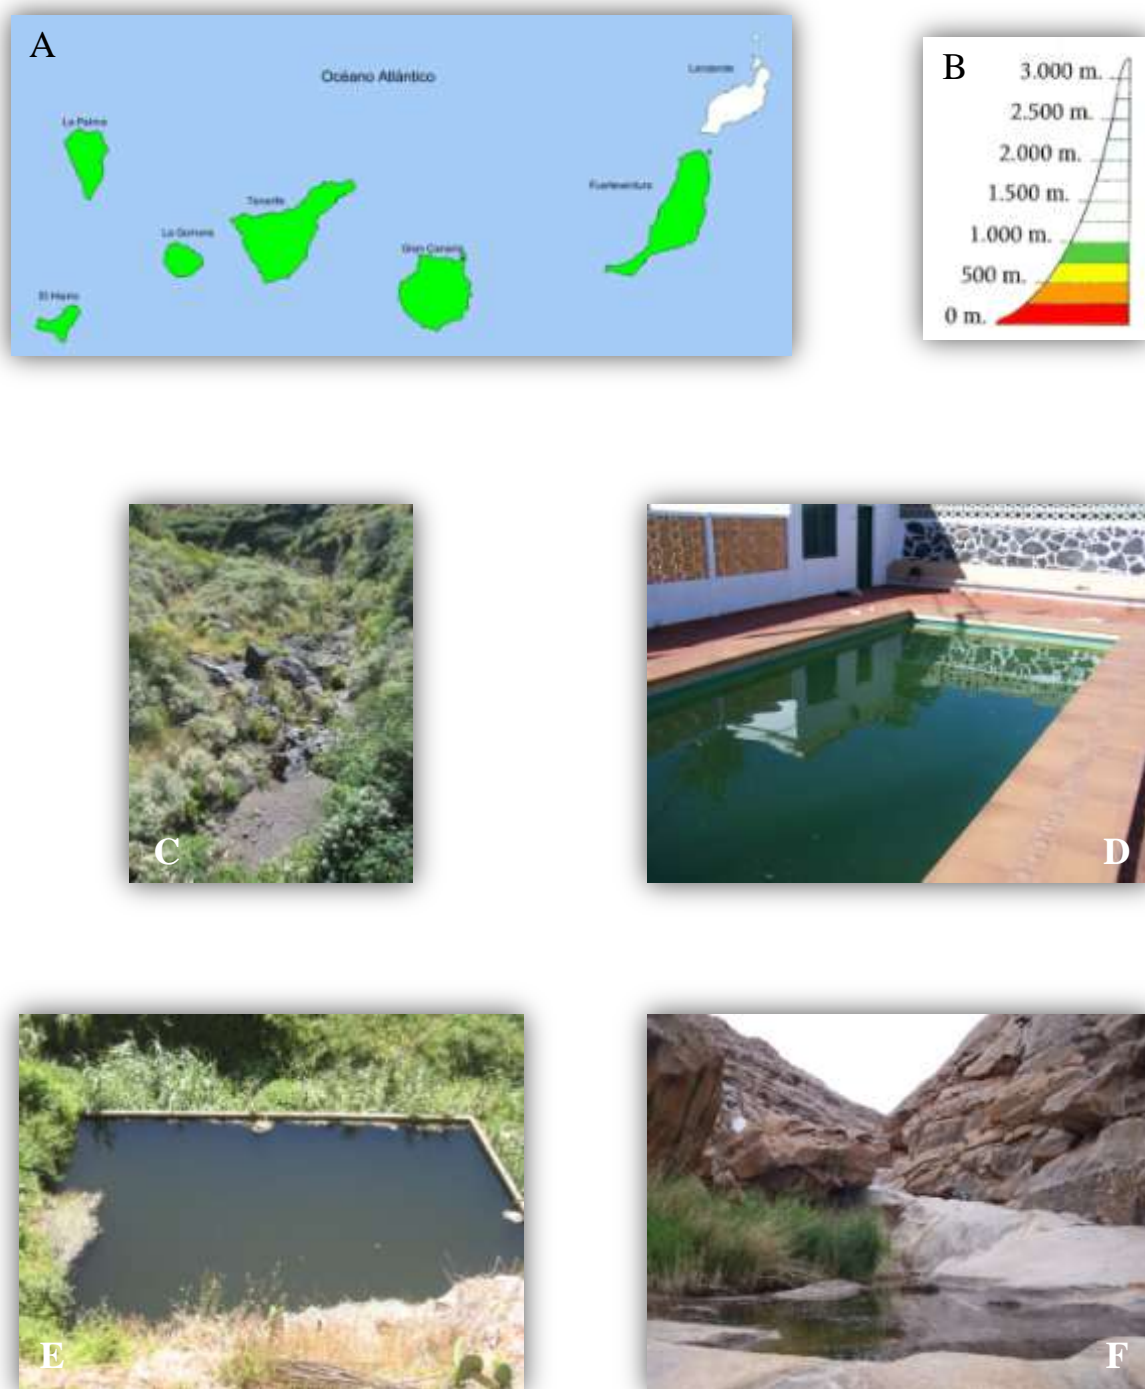 A
Océano Atlántico
Lanzarote
La Palma
Fuerteventura
Tenerife
La Gomera
Gran Canaria
El Hierro
B
3.000 m.
2.500 m.
2.000 m.
1.500 m.
1.000 m.
500 m.
0 m.
C
D
E
F